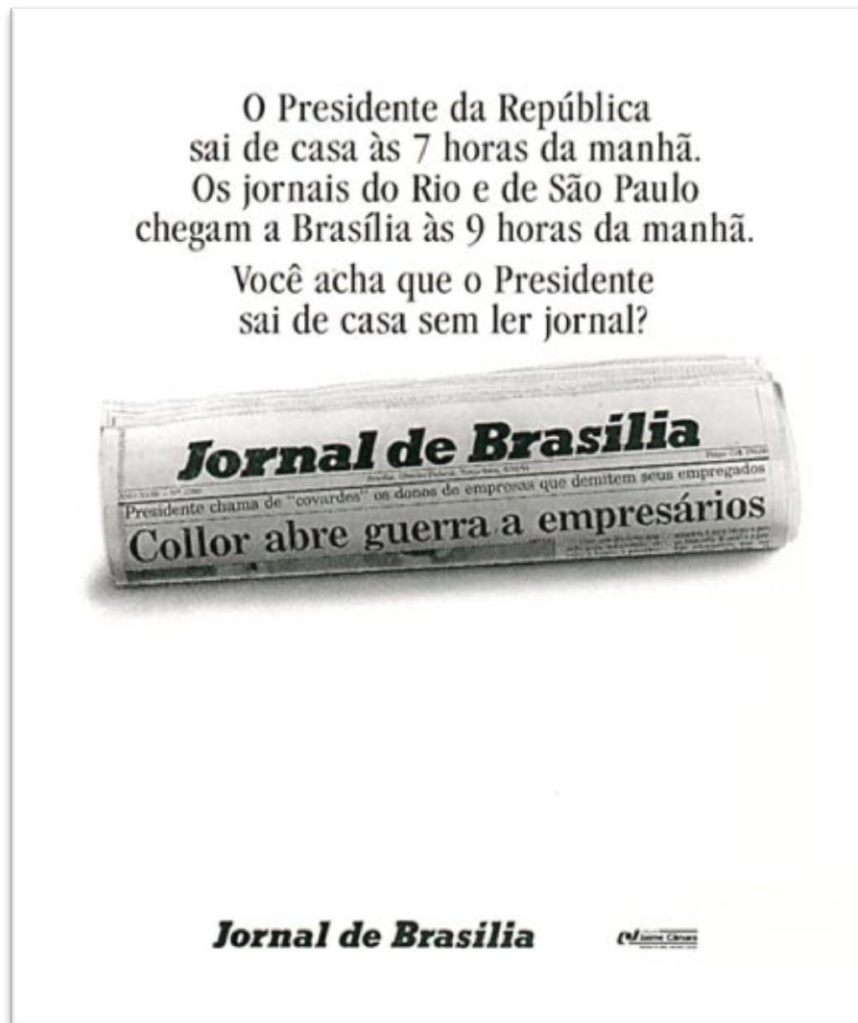 O Presidente da República
sai de casa às 7 horas da manhã.
Os jornais do Rio e de São Paulo
chegam a Brasília às 9 horas da manhã.
Você acha que o Presidente
sai de casa sem ler jornal?
Jornal de Brasília
Presidente chama de "covardes" os donos de empresas que demitem seus empregados
Collor abre guerra a empresários
Jornal de Brasília
Jaime Câmara